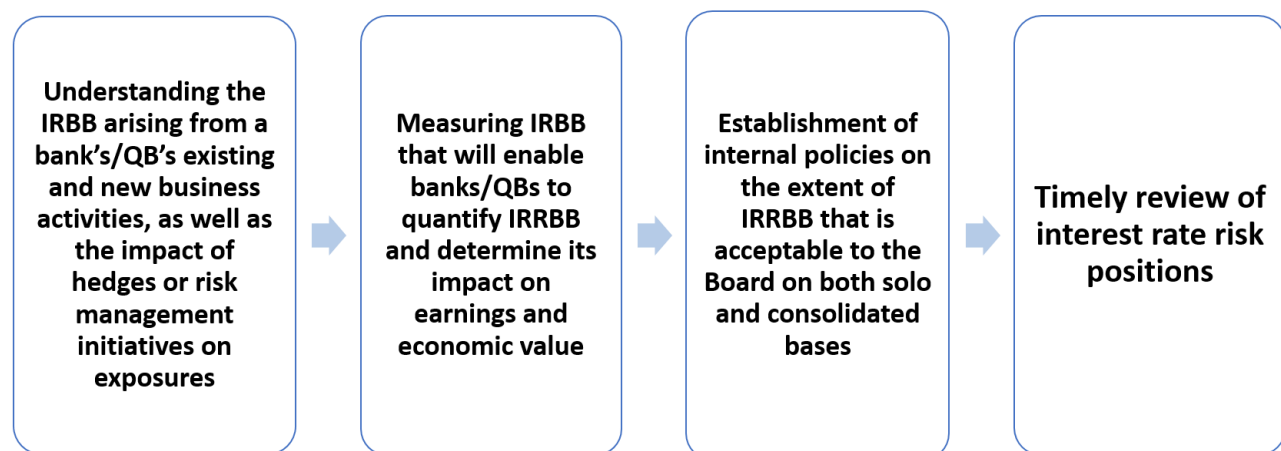 Understanding the
IRBB arising from a
bank's/QB's existing
and new business
activities, as well as
the impact of
hedges or risk
management
initiatives on
exposures
Measuring IRBB
that will enable
banks/QBs to
quantify IRRBB
and determine its
impact on
earnings and
economic value
Establishment of
internal policies on
the extent of
IRRBB that is
acceptable to the
Board on both solo
and consolidated
bases
Timely review of
interest rate risk
positions